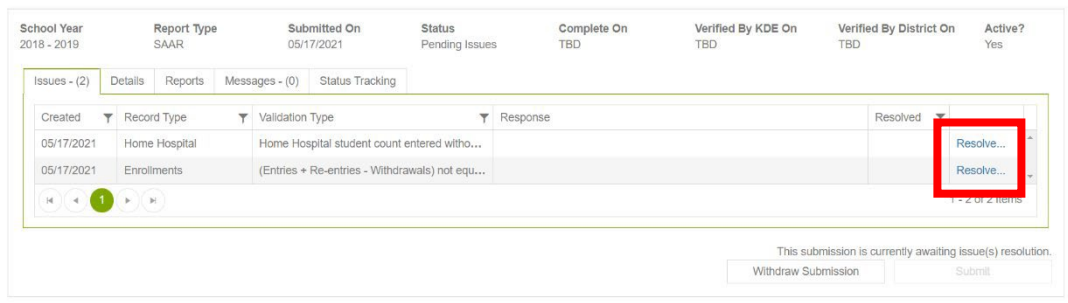 School Year Report Type Submitted On Status Complete On Verified By KDE On Verified By District On Active?
2018 - 2019 SAAR 05/17/2021 Pending Issues TBD TBD TBD Yes
Issues - (2) Details Reports Messages - (0) Status Tracking
Created Record Type Validation Type Response Resolved
05/17/2021 Home Hospital Home Hospital student count entered witho... Resolve...
05/17/2021 Enrollments (Entries + Re-entries - Withdrawals) not equ... Resolve...
1 1 - 2 of 2 items
This submission is currently awaiting issue(s) resolution.
Withdraw Submission Submit